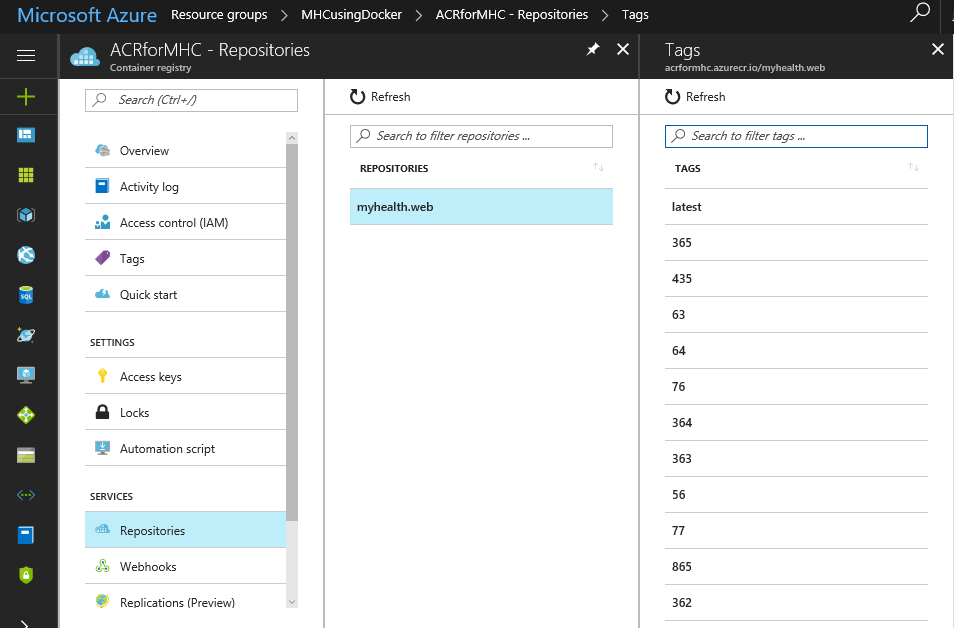 Microsoft Azure Resource groups > MHCusingDocker > ACRforMHC - Repositories > Tags
ACRforMHC - Repositories
Container registry
Search (Ctrl+/)
Overview
Activity log
Access control (IAM)
Tags
Quick start
SETTINGS
Access keys
Locks
Automation script
SERVICES
Repositories
Webhooks
Replications (Preview)
Refresh
Search to filter repositories ...
REPOSITORIES
myhealth.web
Tags
acrformhc.azurecr.io/myhealth.web
Refresh
Search to filter tags ...
TAGS
latest
365
435
63
64
76
364
363
56
77
865
362
SQL